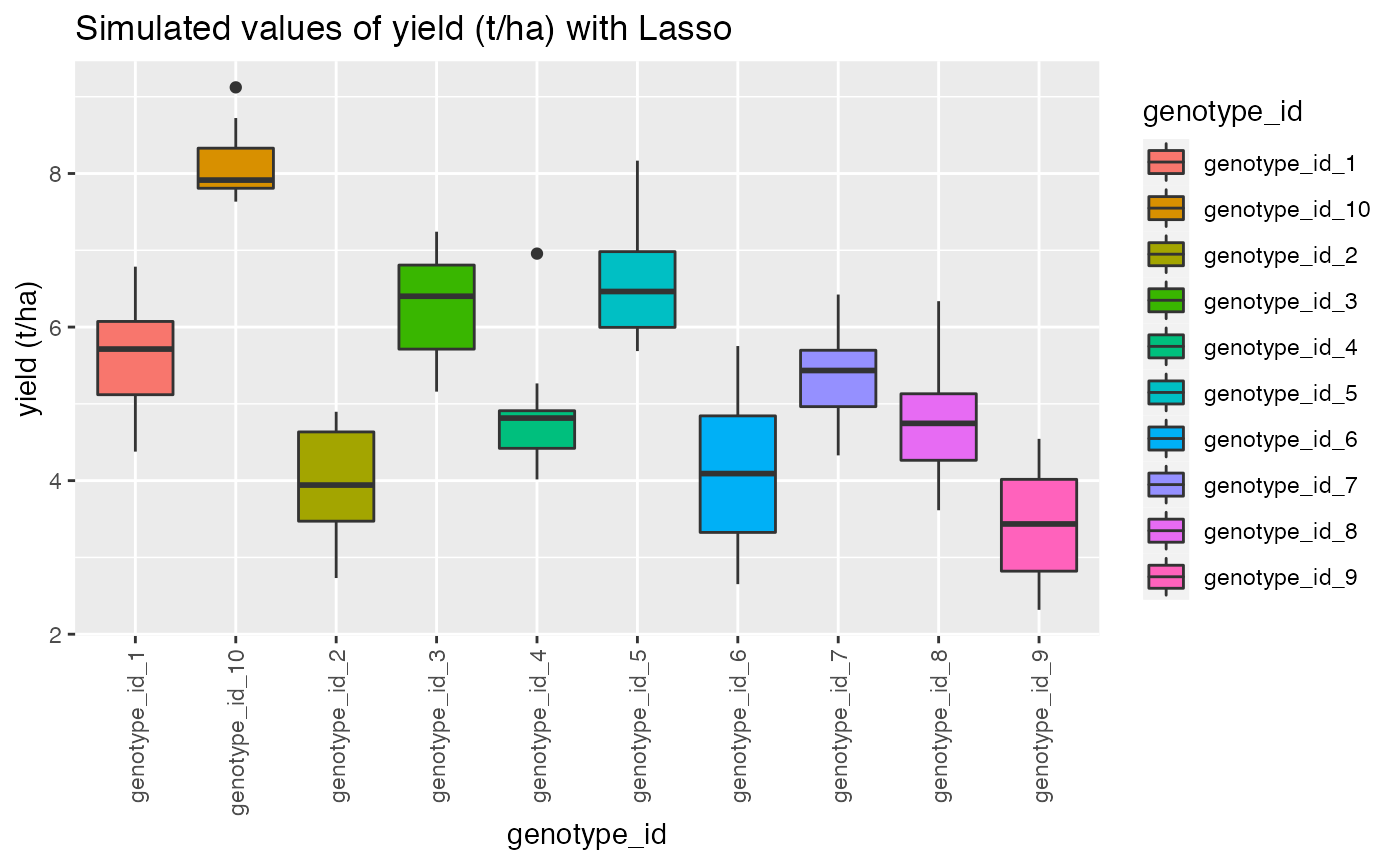 Simulated values of yield (t/ha) with Lasso
yield (t/ha)
8
6
4
2
genotype_id_1
genotype_id_10
genotype_id_2
genotype_id_3
genotype_id_4
genotype_id_5
genotype_id_6
genotype_id_7
genotype_id_8
genotype_id_9
genotype_id
genotype_id
genotype_id_1
genotype_id_10
genotype_id_2
genotype_id_3
genotype_id_4
genotype_id_5
genotype_id_6
genotype_id_7
genotype_id_8
genotype_id_9